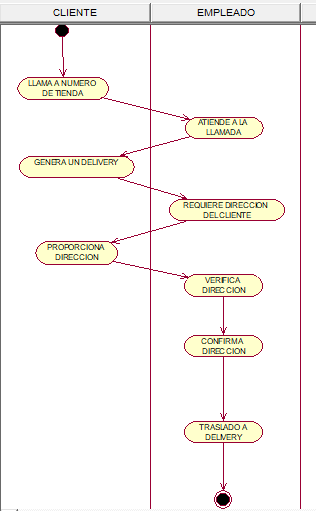 CLIENTE
EMPLEADO
LLAMA A NUMERO
DE TIENDA
ATIENDE A LA
LLAMADA
GENERA UN DELIVERY
REQUIERE DIRECCION
DEL CLIENTE
PROPORCIONA
DIRECCION
VERIFICA
DIRECCION
CONFIRMA
DIRECCION
TRASLADO A
DELIVERY